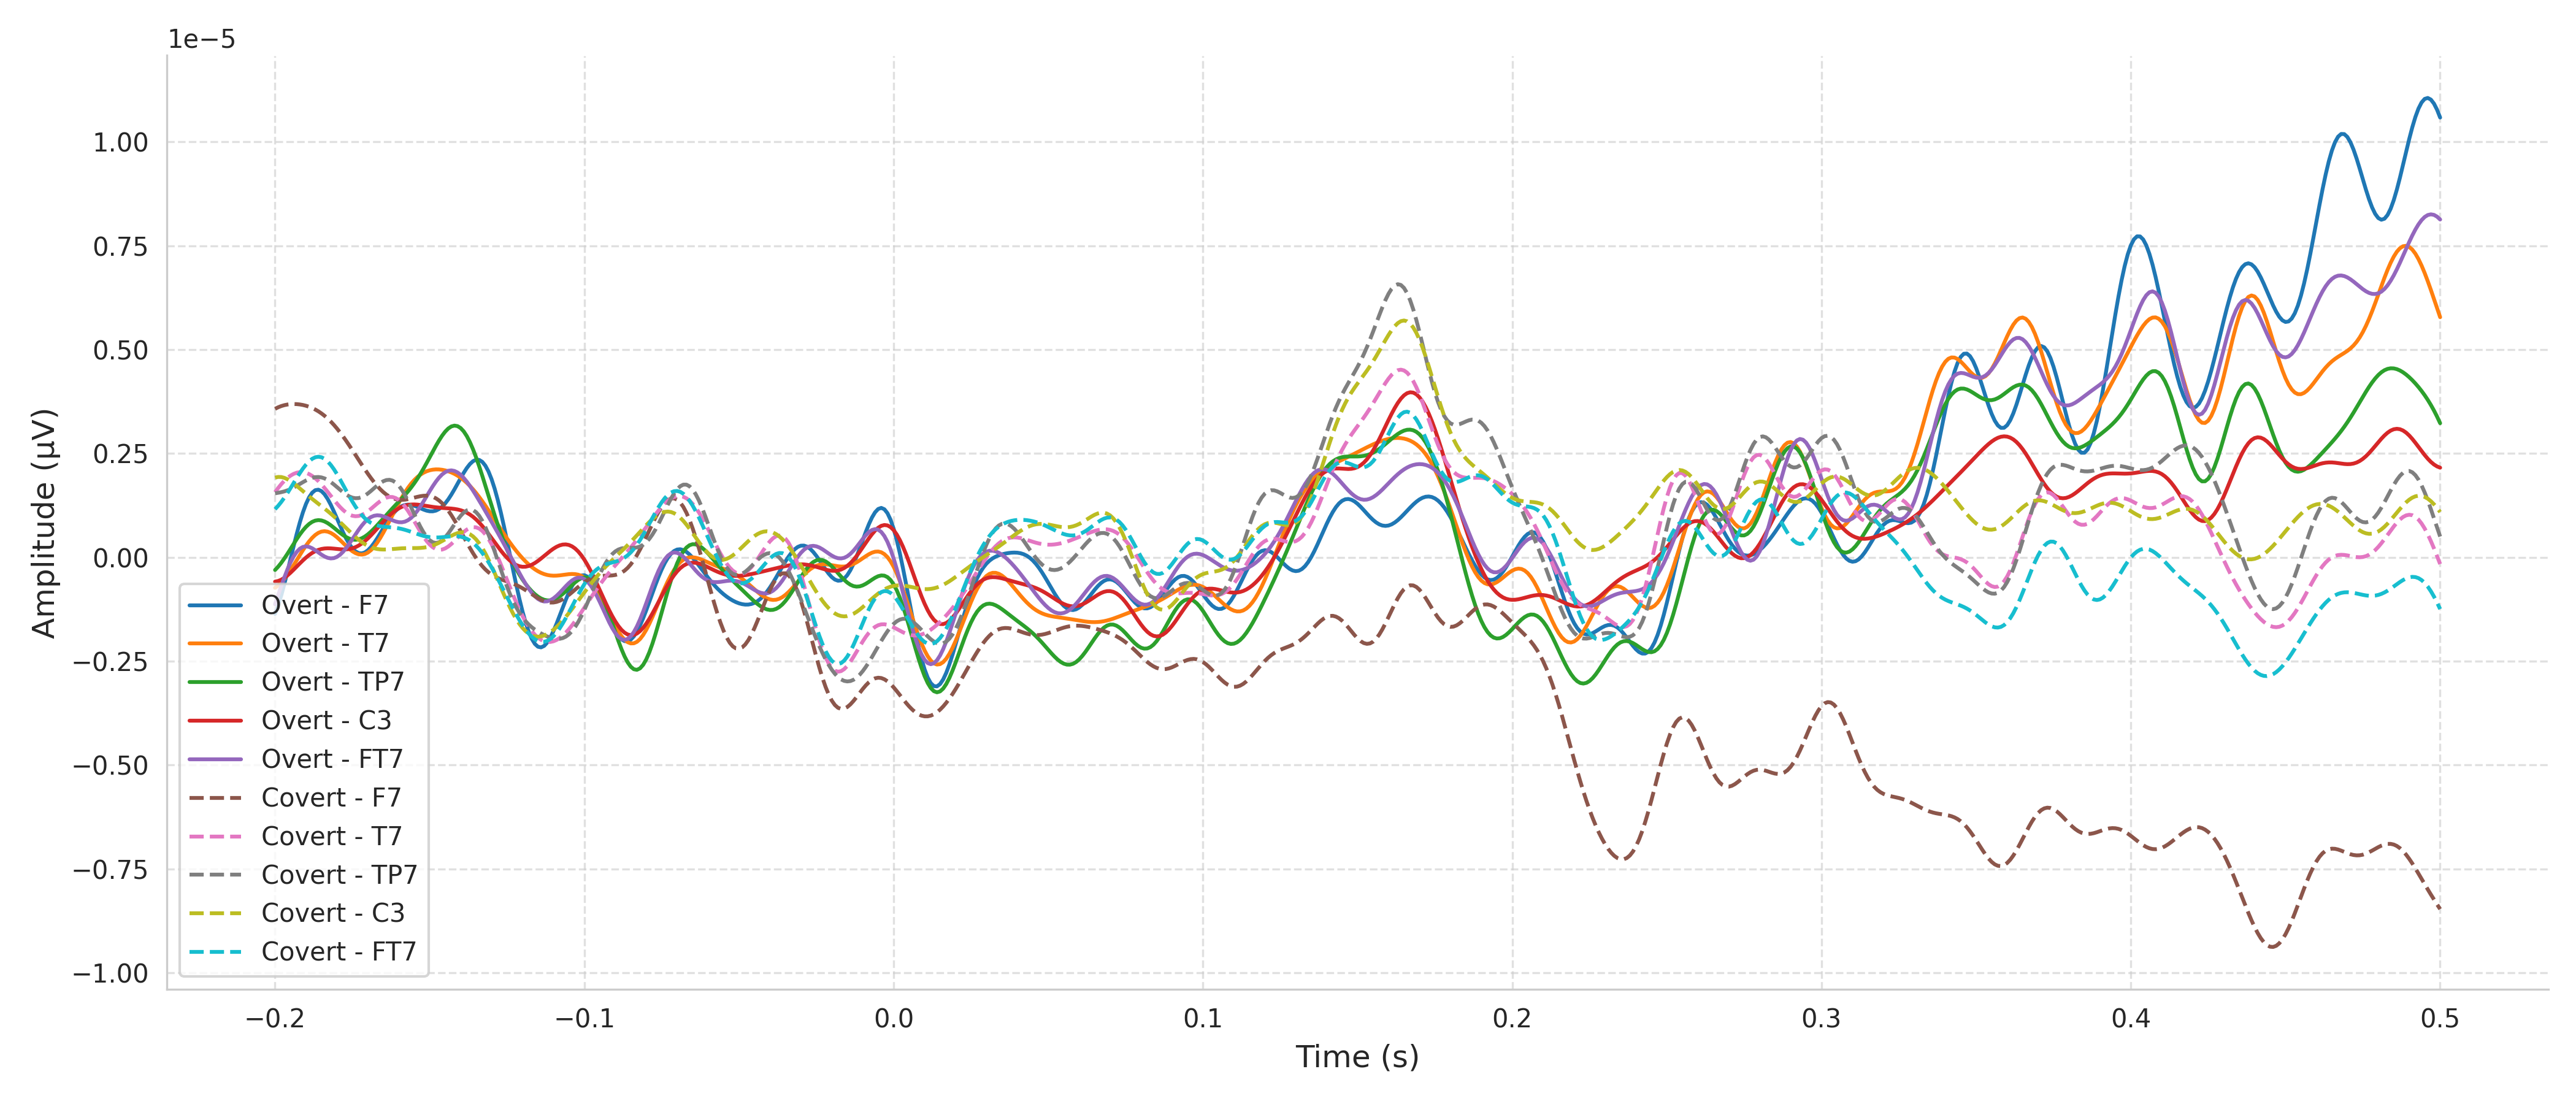 1e−5
1.00
0.75
0.50
0.25
0.00
−0.25
−0.50
−0.75
−1.00
Amplitude (µV)
Overt - F7
Overt - T7
Overt - TP7
Overt - C3
Overt - FT7
Covert - F7
Covert - T7
Covert - TP7
Covert - C3
Covert - FT7
−0.2 −0.1 0.0 0.1 0.2 0.3 0.4 0.5
Time (s)